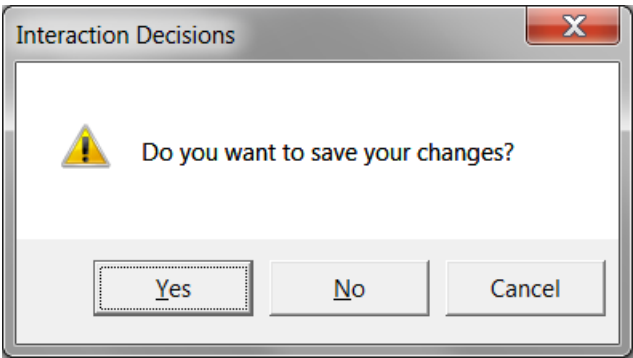 Interaction Decisions
Do you want to save your changes?
Yes No Cancel